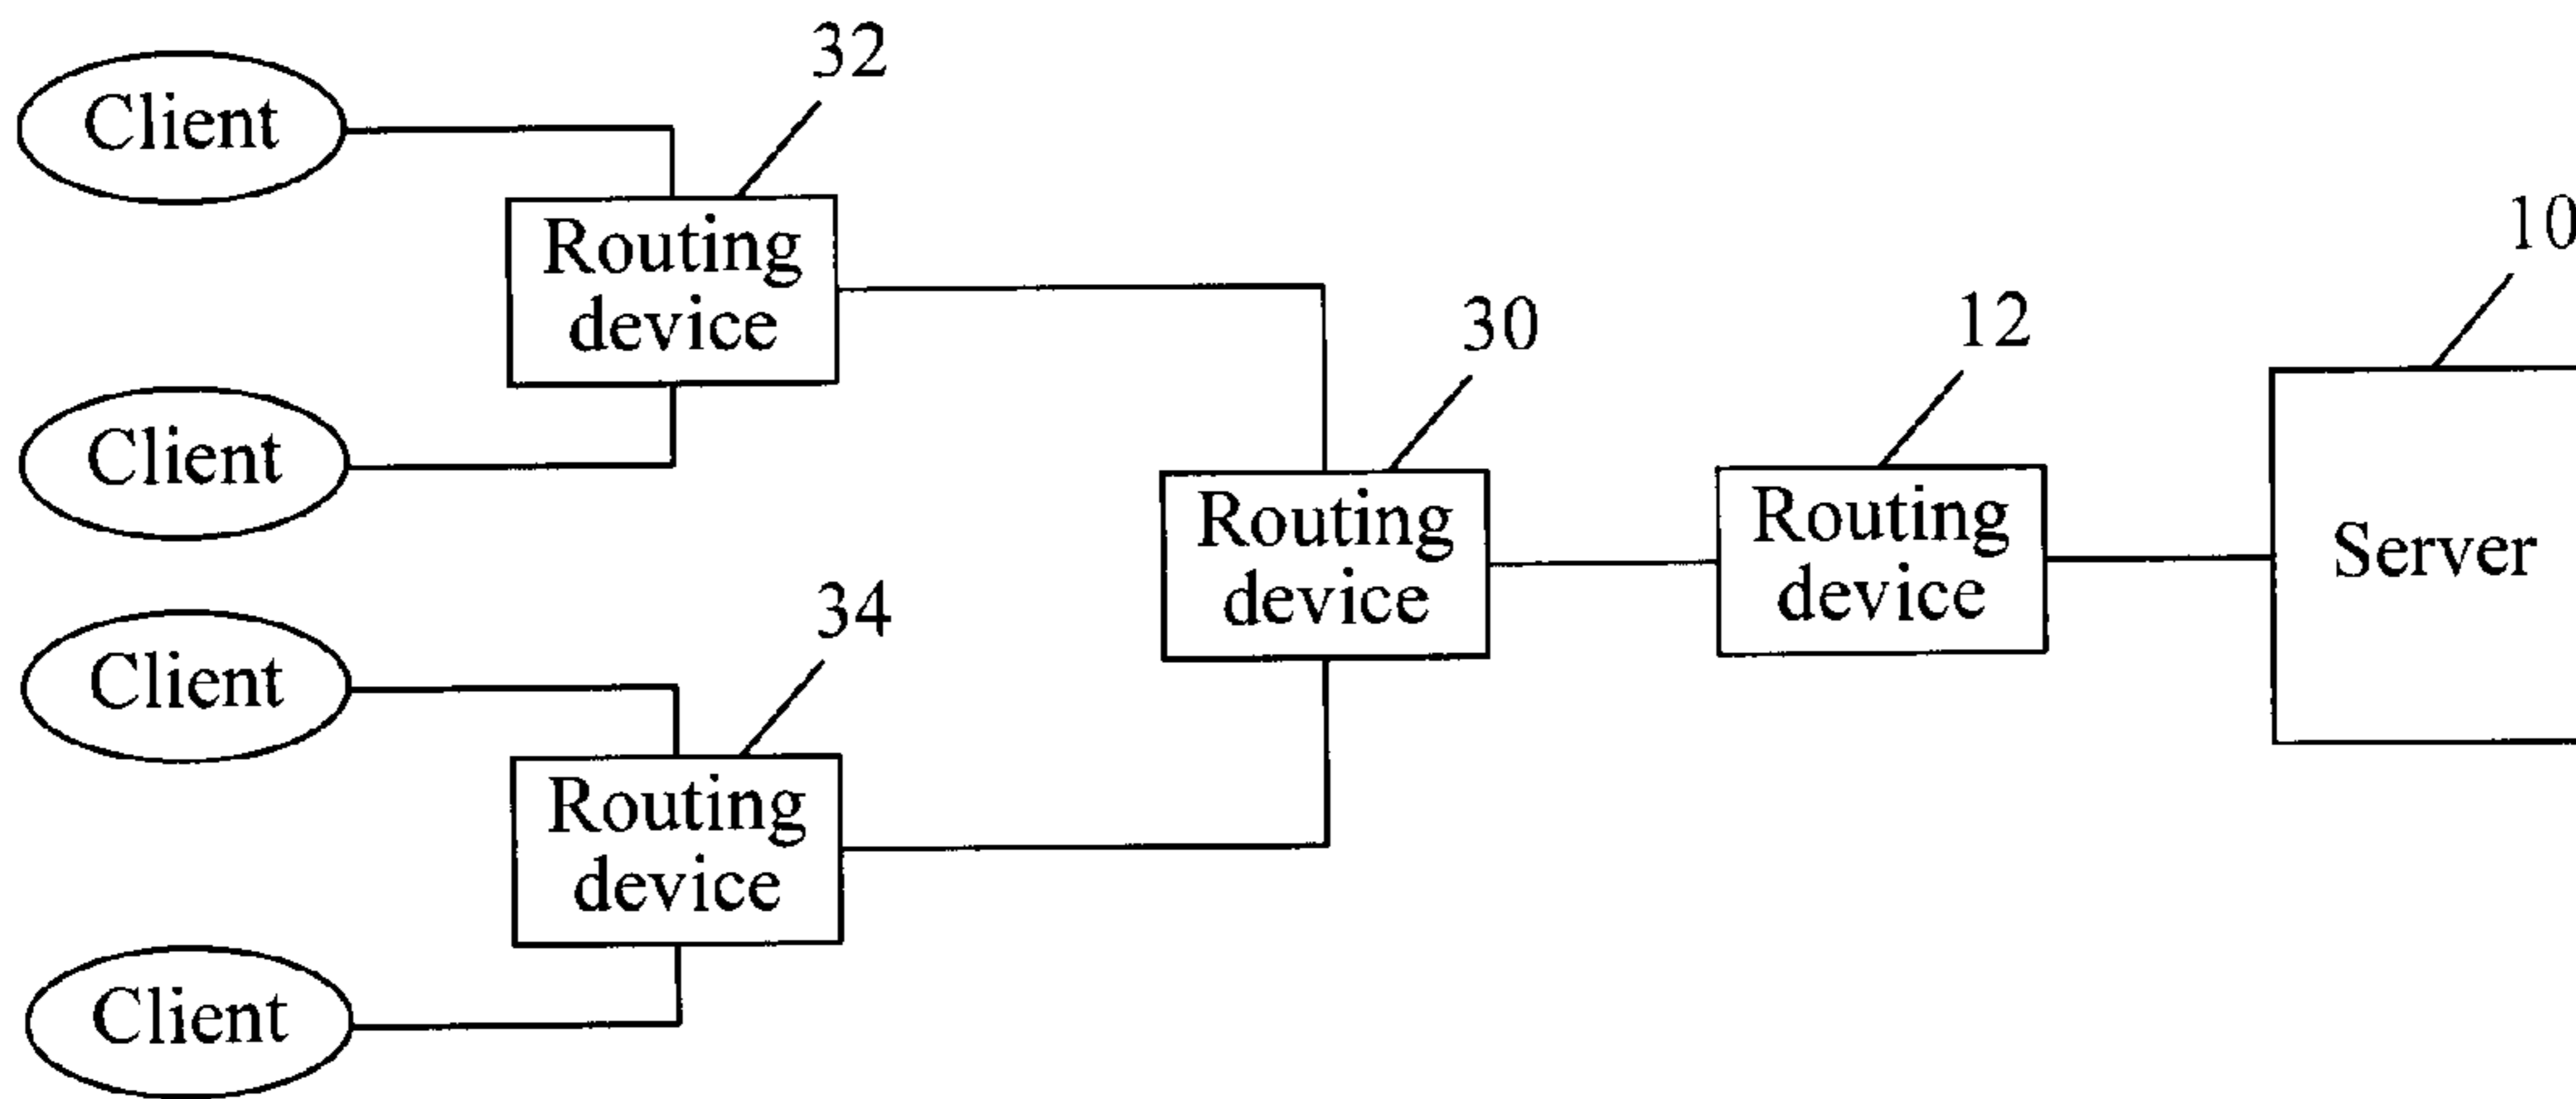 32
Client
Routing
device
10
Client
30
12
Routing
device
Routing
device
Server
34
Client
Routing
device
Client